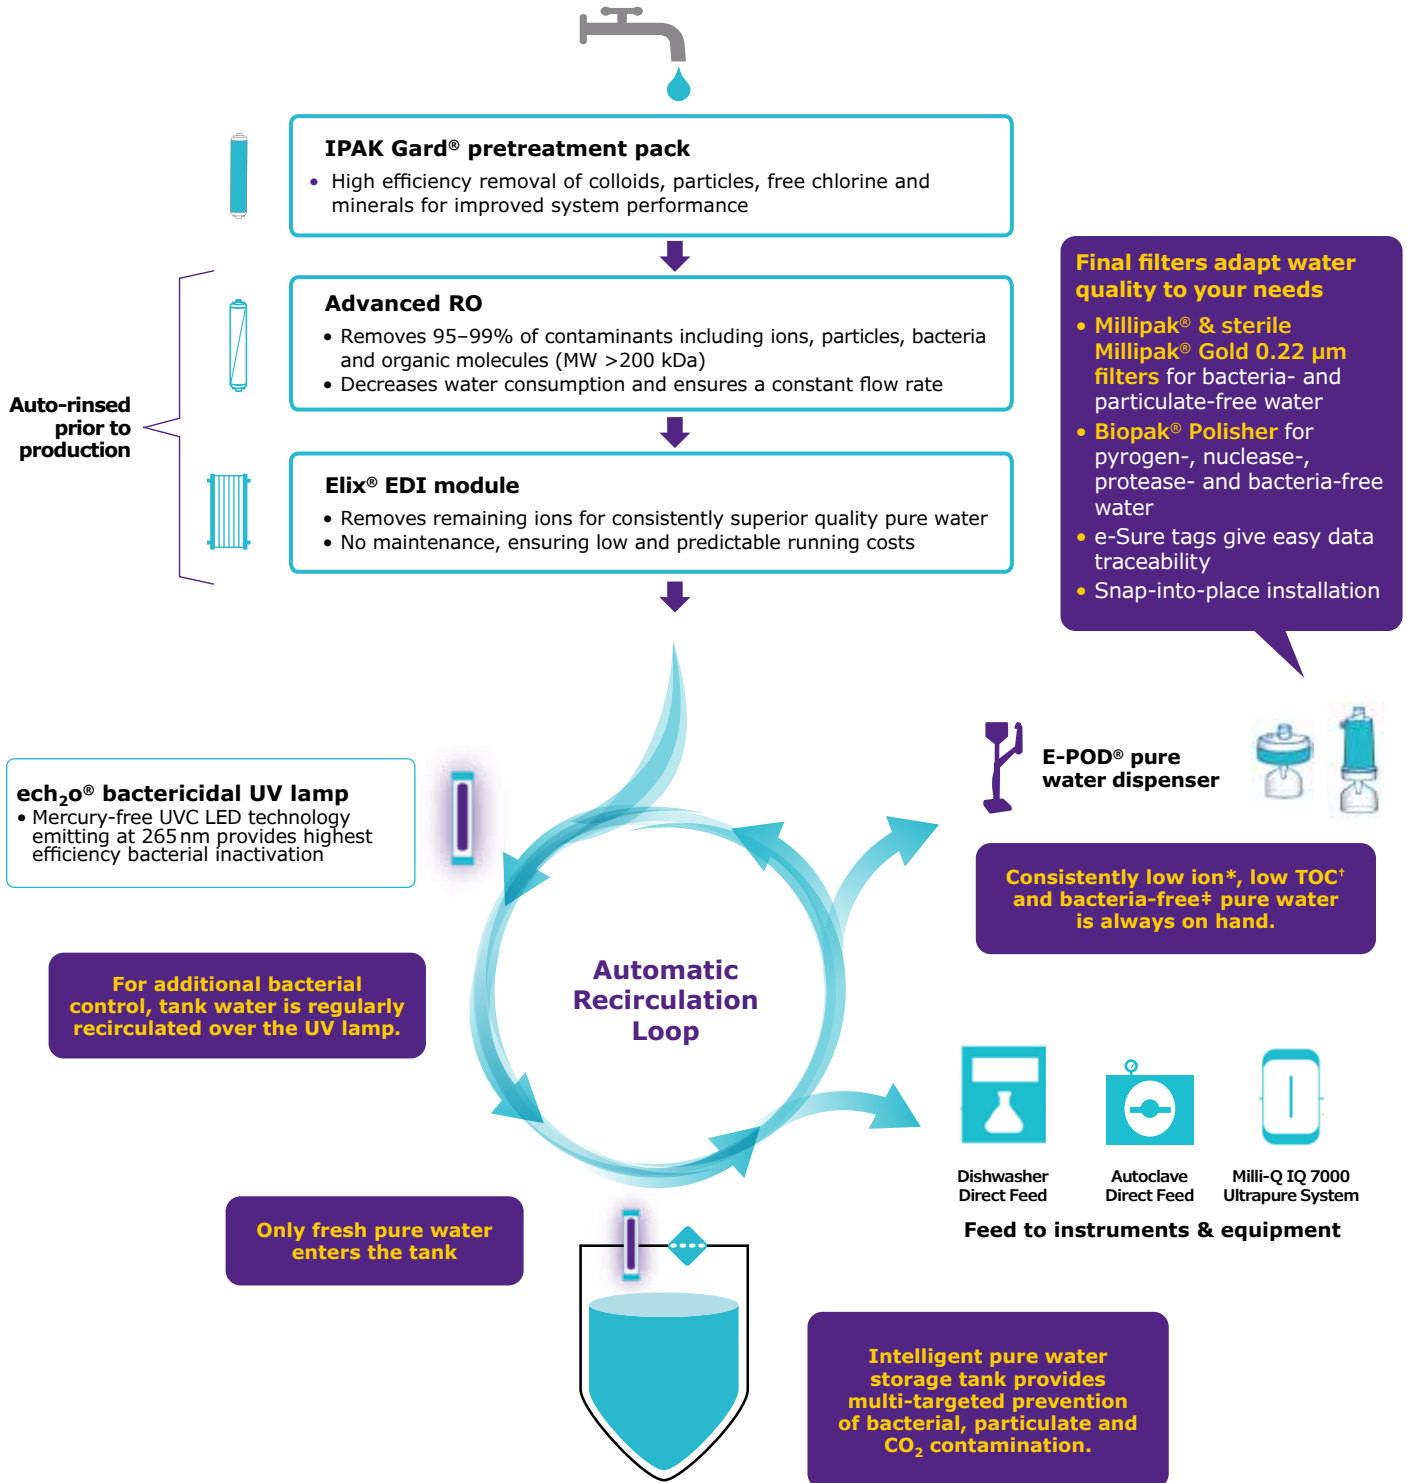 IPAK Gard® pretreatment pack
• High efficiency removal of colloids, particles, free chlorine and
minerals for improved system performance
Advanced RO
• Removes 95–99% of contaminants including ions, particles, bacteria
and organic molecules (MW >200 kDa)
• Decreases water consumption and ensures a constant flow rate
Auto-rinsed
prior to
production
Elix® EDI module
• Removes remaining ions for consistently superior quality pure water
• No maintenance, ensuring low and predictable running costs
Final filters adapt water
quality to your needs
• Millipak® & sterile
Millipak® Gold 0.22 µm
filters for bacteria- and
particulate-free water
• Biopak® Polisher for
pyrogen-, nuclease-,
protease- and bacteria-free
water
• e-Sure tags give easy data
traceability
• Snap-into-place installation
E-POD® pure
water dispenser
ech₂o® bactericidal UV lamp
• Mercury-free UVC LED technology
emitting at 265 nm provides highest
efficiency bacterial inactivation
Consistently low ion*, low TOC†
and bacteria-free‡ pure water
is always on hand.
For additional bacterial
control, tank water is regularly
recirculated over the UV lamp.
Automatic
Recirculation
Loop
Dishwasher
Direct Feed
Autoclave
Direct Feed
Milli-Q IQ 7000
Ultrapure System
Feed to instruments & equipment
Only fresh pure water
enters the tank
Intelligent pure water
storage tank provides
multi-targeted prevention
of bacterial, particulate and
CO₂ contamination.